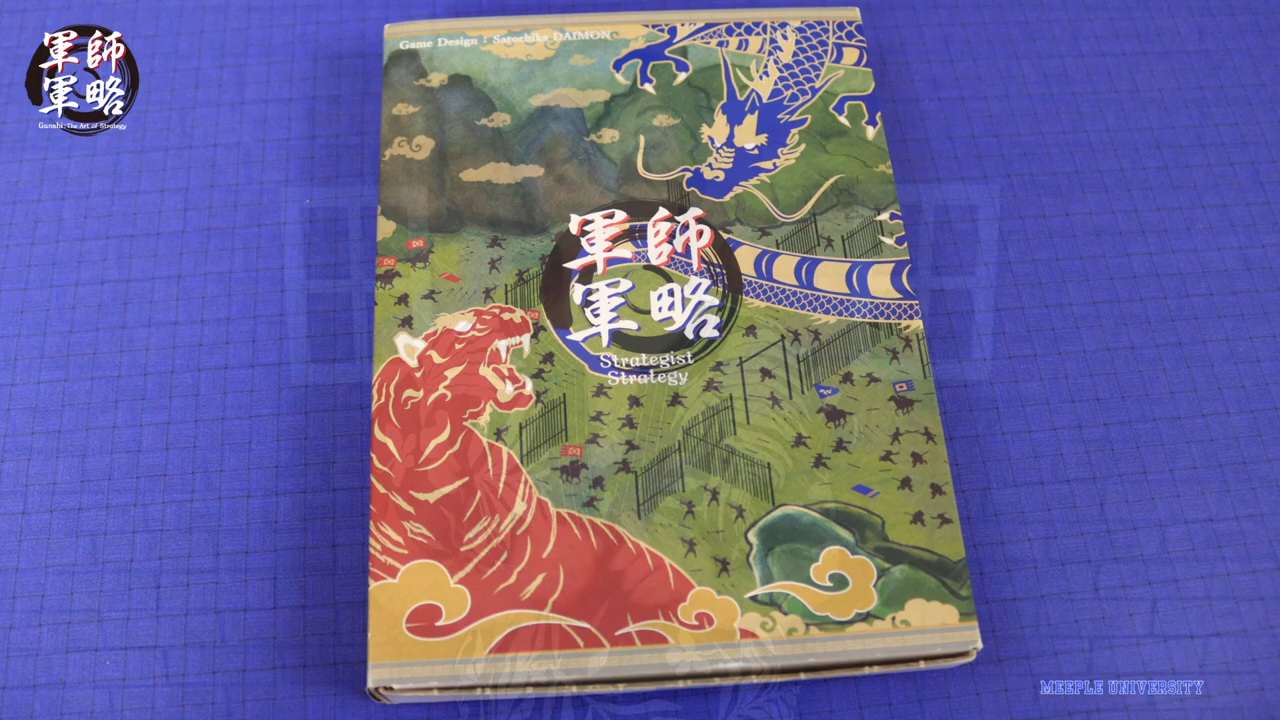 軍師
軍略
Gunshi: The Art of Strategy
Game Design : Satochika DAIMON
軍師
軍略
Strategist
Strategy
MEEPLE UNIVERSITY